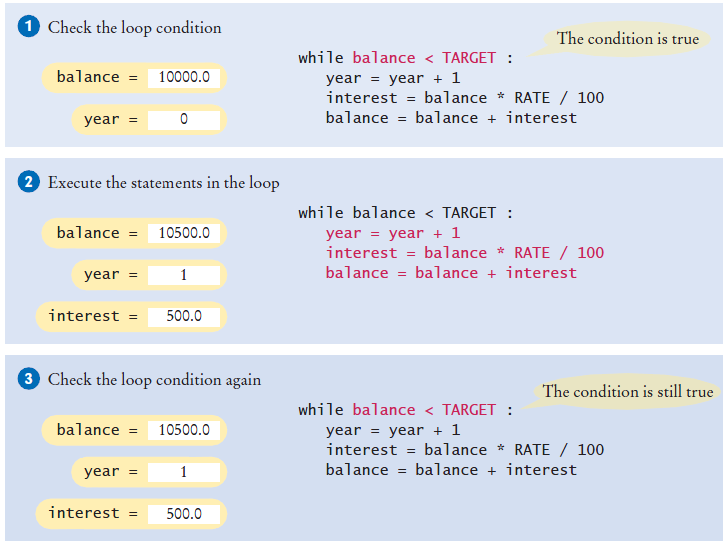 1 Check the loop condition
The condition is true
balance = 10000.0
year = 0
while balance < TARGET :
year = year + 1
interest = balance * RATE / 100
balance = balance + interest
2 Execute the statements in the loop
balance = 10500.0
year = 1
interest = 500.0
while balance < TARGET :
year = year + 1
interest = balance * RATE / 100
balance = balance + interest
3 Check the loop condition again
The condition is still true
balance = 10500.0
year = 1
interest = 500.0
while balance < TARGET :
year = year + 1
interest = balance * RATE / 100
balance = balance + interest